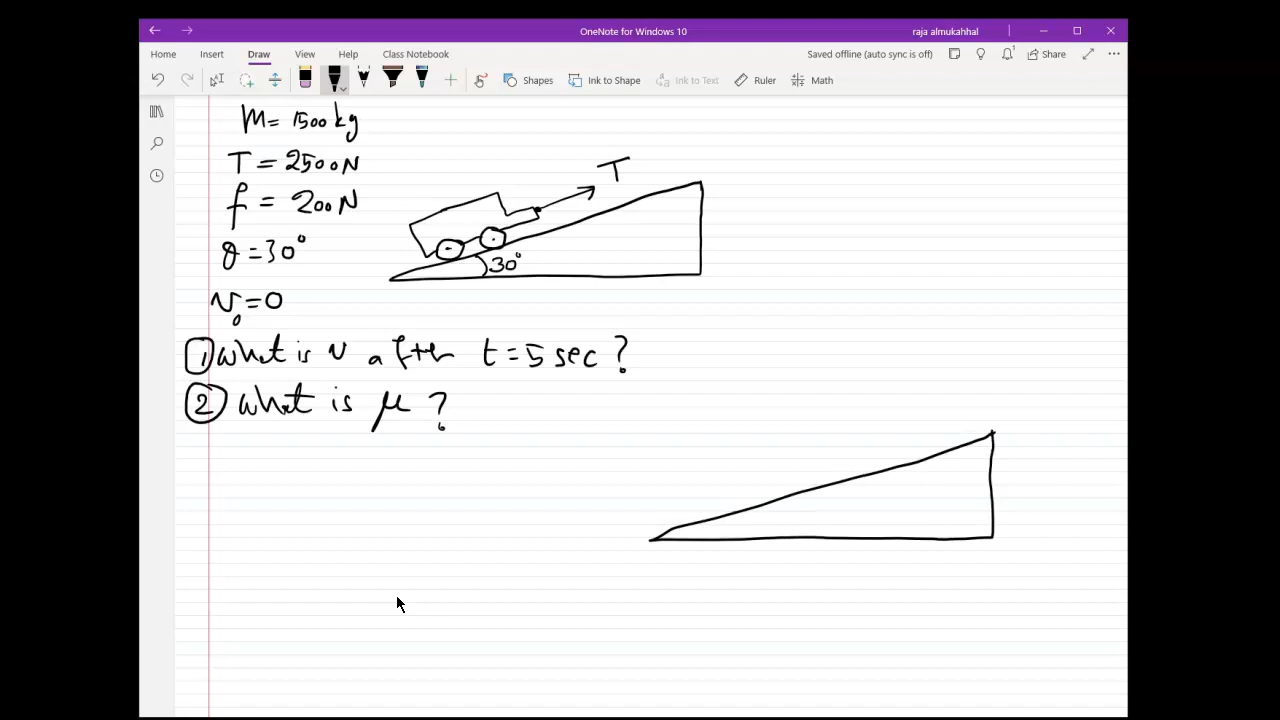 OneNote for Windows 10
raja almukahhal
Home Insert Draw View Help Class Notebook
Saved offline (auto sync is off)
Share
Shapes Ink to Shape Ink to Text Ruler Math
M = 1500 kg
T = 2500 N
T
f = 200 N
θ = 30°
30°
v₀ = 0
① What is v after t = 5 sec ?
② What is μ ?